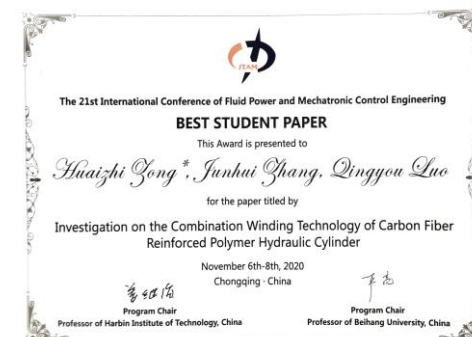 JTAM
The 21st International Conference of Fluid Power and Mechatronic Control Engineering
BEST STUDENT PAPER
This Award is presented to
Huaizhi Zong *, Junhui Zhang, Qingyou Luo
for the paper titled by
Investigation on the Combination Winding Technology of Carbon Fiber
Reinforced Polymer Hydraulic Cylinder
November 6th-8th, 2020
Chongqing · China
Program Chair
Professor of Harbin Institute of Technology, China
Program Chair
Professor of Beihang University, China